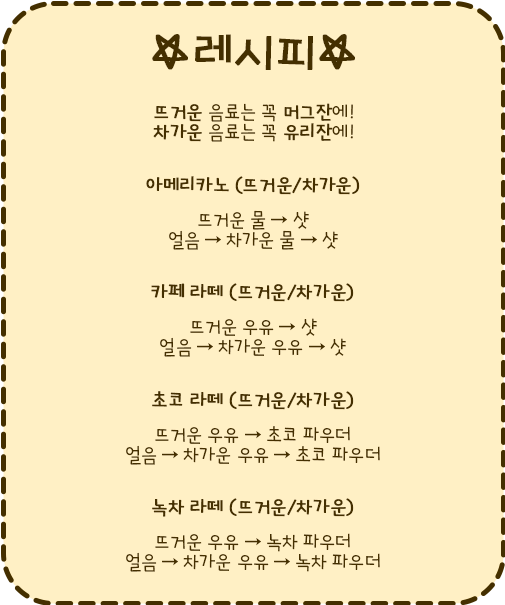 레시피
뜨거운 음료는 꼭 머그잔에!
차가운 음료는 꼭 유리잔에!
아메리카노 (뜨거운/차가운)
뜨거운 물 → 샷
얼음 → 차가운 물 → 샷
카페 라떼 (뜨거운/차가운)
뜨거운 우유 → 샷
얼음 → 차가운 우유 → 샷
초코 라떼 (뜨거운/차가운)
뜨거운 우유 → 초코 파우더
얼음 → 차가운 우유 → 초코 파우더
녹차 라떼 (뜨거운/차가운)
뜨거운 우유 → 녹차 파우더
얼음 → 차가운 우유 → 녹차 파우더